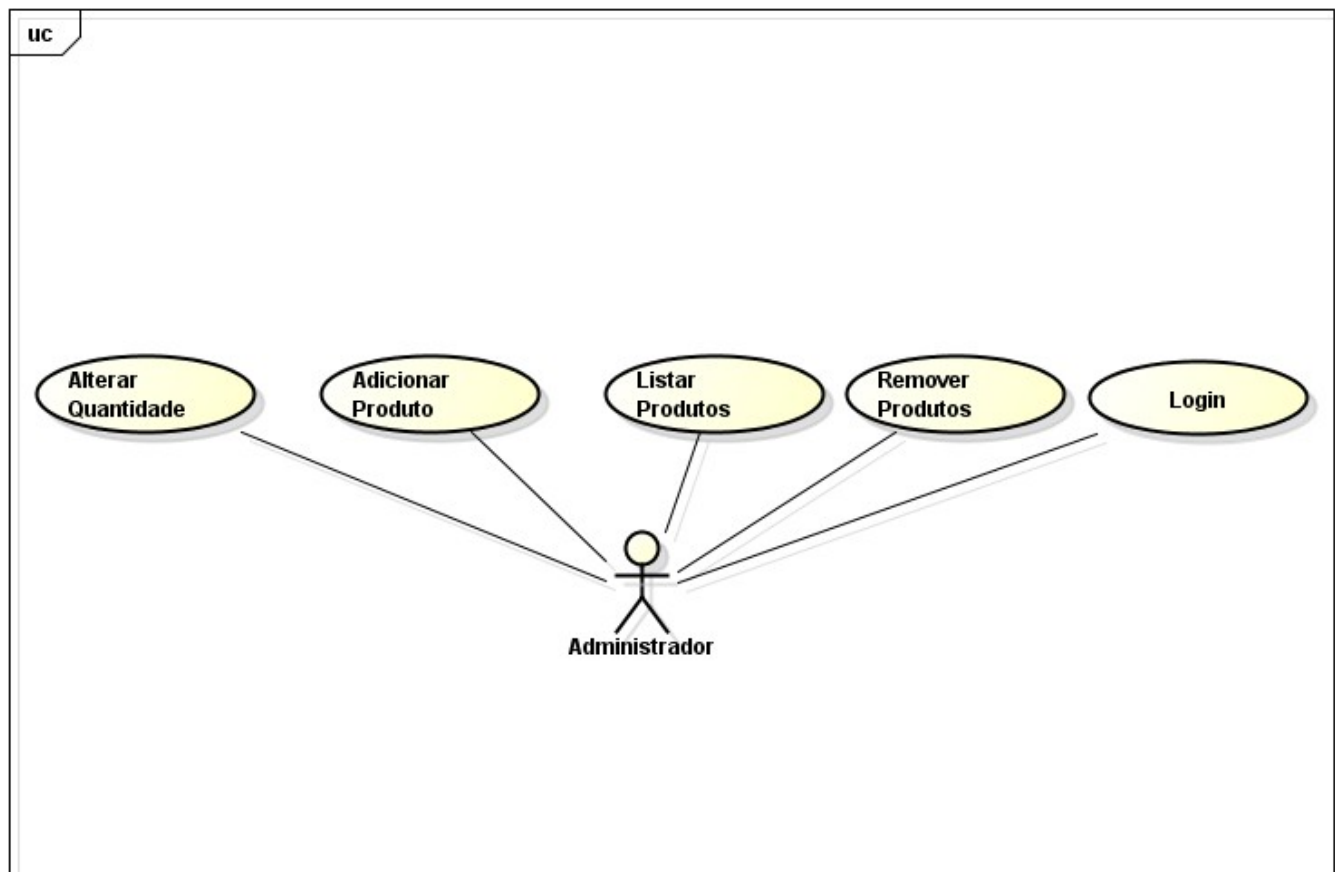 uc
Alterar
Quantidade
Adicionar
Produto
Listar
Produtos
Remover
Produtos
Login
Administrador